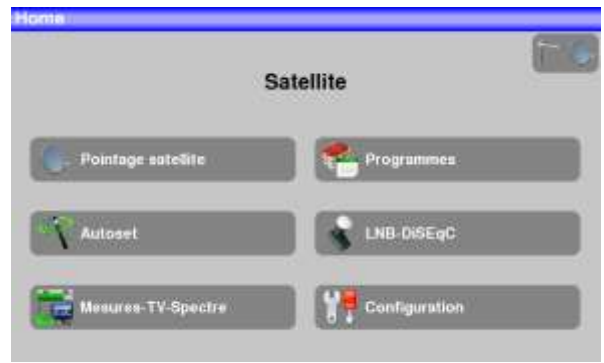 Home
Satellite
Pointage satellite
Programmes
Autoset
LNB-DiSEqC
Mesures-TV-Spectre
Configuration